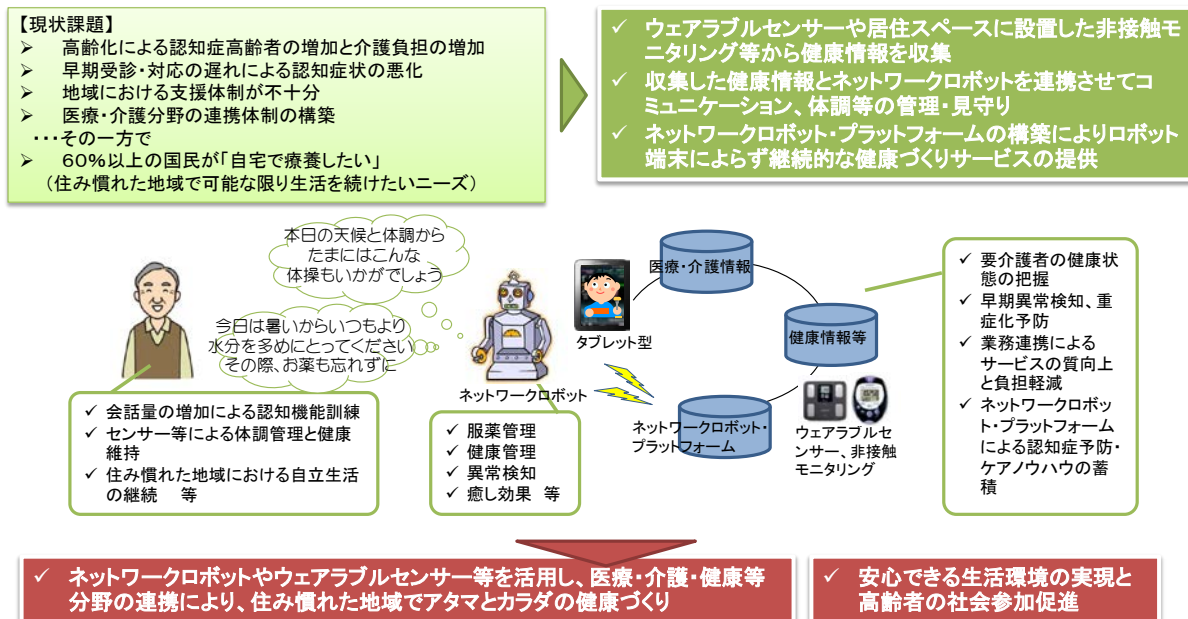 【現状課題】
➢ 高齢化による認知症高齢者の増加と介護負担の増加
➢ 早期受診・対応の遅れによる認知症状の悪化
➢ 地域における支援体制が不十分
➢ 医療・介護分野の連携体制の構築
・・・その一方で
➢ 60%以上の国民が「自宅で療養したい」
（住み慣れた地域で可能な限り生活を続けたいニーズ）
✓ ウェアラブルセンサーや居住スペースに設置した非接触モ
ニタリング等から健康情報を収集
✓ 収集した健康情報とネットワークロボットを連携させてコ
ミュニケーション、体調等の管理・見守り
✓ ネットワークロボット・プラットフォームの構築によりロボット
端末によらず継続的な健康づくりサービスの提供
本日の天候と体調から
たまにはこんな
体操もいかがでしょう
今日は暑いからいつもより
水分を多めにとってください
その際、お薬も忘れずに
ネットワークロボット
タブレット型
医療・介護情報
健康情報等
ネットワークロボット・
プラットフォーム
ウェアラブルセ
ンサー、非接触
モニタリング
✓ 会話量の増加による認知機能訓練
✓ センサー等による体調管理と健康
維持
✓ 住み慣れた地域における自立生活
の継続 等
✓ 服薬管理
✓ 健康管理
✓ 異常検知
✓ 癒し効果 等
✓ 要介護者の健康状
態の把握
✓ 早期異常検知、重
症化予防
✓ 業務連携による
サービスの質向上
と負担軽減
✓ ネットワークロボッ
ト・プラットフォーム
による認知症予防・
ケアノウハウの蓄
積
✓ ネットワークロボットやウェアラブルセンサー等を活用し、医療・介護・健康等
分野の連携により、住み慣れた地域でアタマとカラダの健康づくり
✓ 安心できる生活環境の実現と
高齢者の社会参加促進